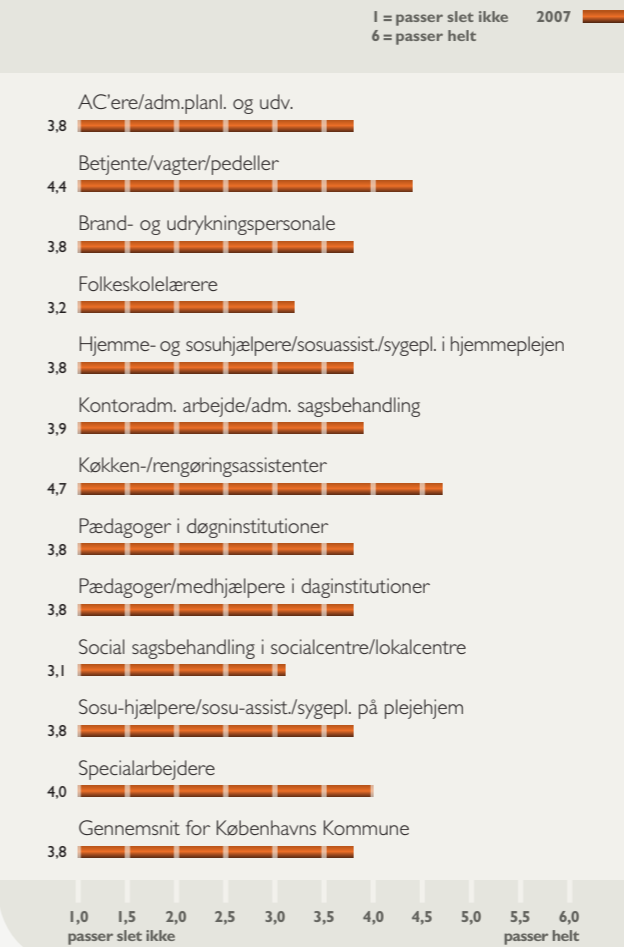 1 = passer slet ikke 2007
6 = passer helt
AC'ere/adm.planl. og udv.
3,8
Betjente/vagter/pedeller
4,4
Brand- og udrykningspersonale
3,8
Folkeskolelærere
3,2
Hjemme- og sosuhjælpere/sosuassist./sygepl. i hjemmeplejen
3,8
Kontoradm. arbejde/adm. sagsbehandling
3,9
Køkken-/rengøringsassistenter
4,7
Pædagoger i døgninstitutioner
3,8
Pædagoger/medhjælpere i daginstitutioner
3,8
Social sagsbehandling i socialcentre/lokalcentre
3,1
Sosu-hjælpere/sosu-assist./sygepl. på plejehjem
3,8
Specialarbejdere
4,0
Gennemsnit for Københavns Kommune
3,8
1,0 1,5 2,0 2,5 3,0 3,5 4,0 4,5 5,0 5,5 6,0
passer slet ikke passer helt